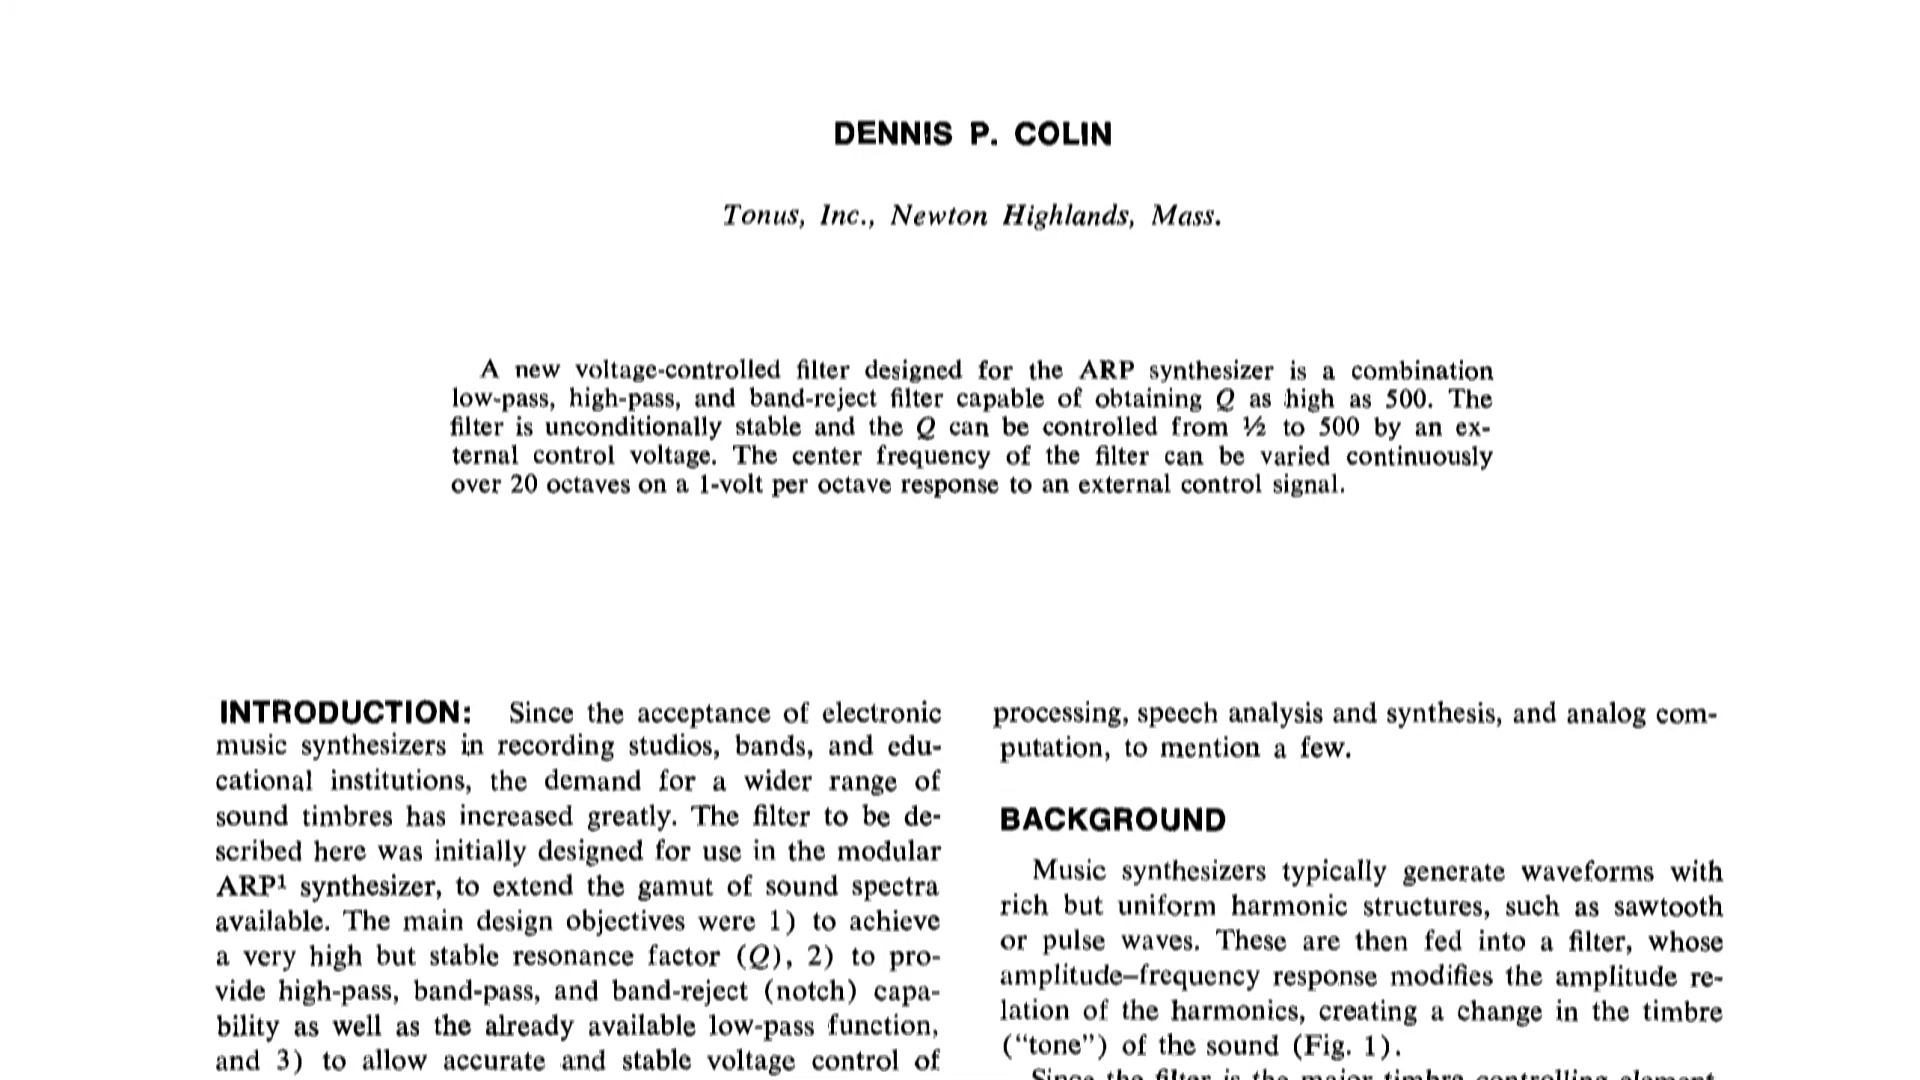 DENNIS P. COLIN
Tonus, Inc., Newton Highlands, Mass.
A new voltage-controlled filter designed for the ARP synthesizer is a combination
low-pass, high-pass, and band-reject filter capable of obtaining Q as high as 500. The
filter is unconditionally stable and the Q can be controlled from ½ to 500 by an ex-
ternal control voltage. The center frequency of the filter can be varied continuously
over 20 octaves on a 1-volt per octave response to an external control signal.
INTRODUCTION: Since the acceptance of electronic
music synthesizers in recording studios, bands, and edu-
cational institutions, the demand for a wider range of
sound timbres has increased greatly. The filter to be de-
scribed here was initially designed for use in the modular
ARP¹ synthesizer, to extend the gamut of sound spectra
available. The main design objectives were 1) to achieve
a very high but stable resonance factor (Q), 2) to pro-
vide high-pass, band-pass, and band-reject (notch) capa-
bility as well as the already available low-pass function,
and 3) to allow accurate and stable voltage control of
processing, speech analysis and synthesis, and analog com-
putation, to mention a few.
BACKGROUND
Music synthesizers typically generate waveforms with
rich but uniform harmonic structures, such as sawtooth
or pulse waves. These are then fed into a filter, whose
amplitude–frequency response modifies the amplitude re-
lation of the harmonics, creating a change in the timbre
("tone") of the sound (Fig. 1).
Since the filter is the major timbre controlling element,